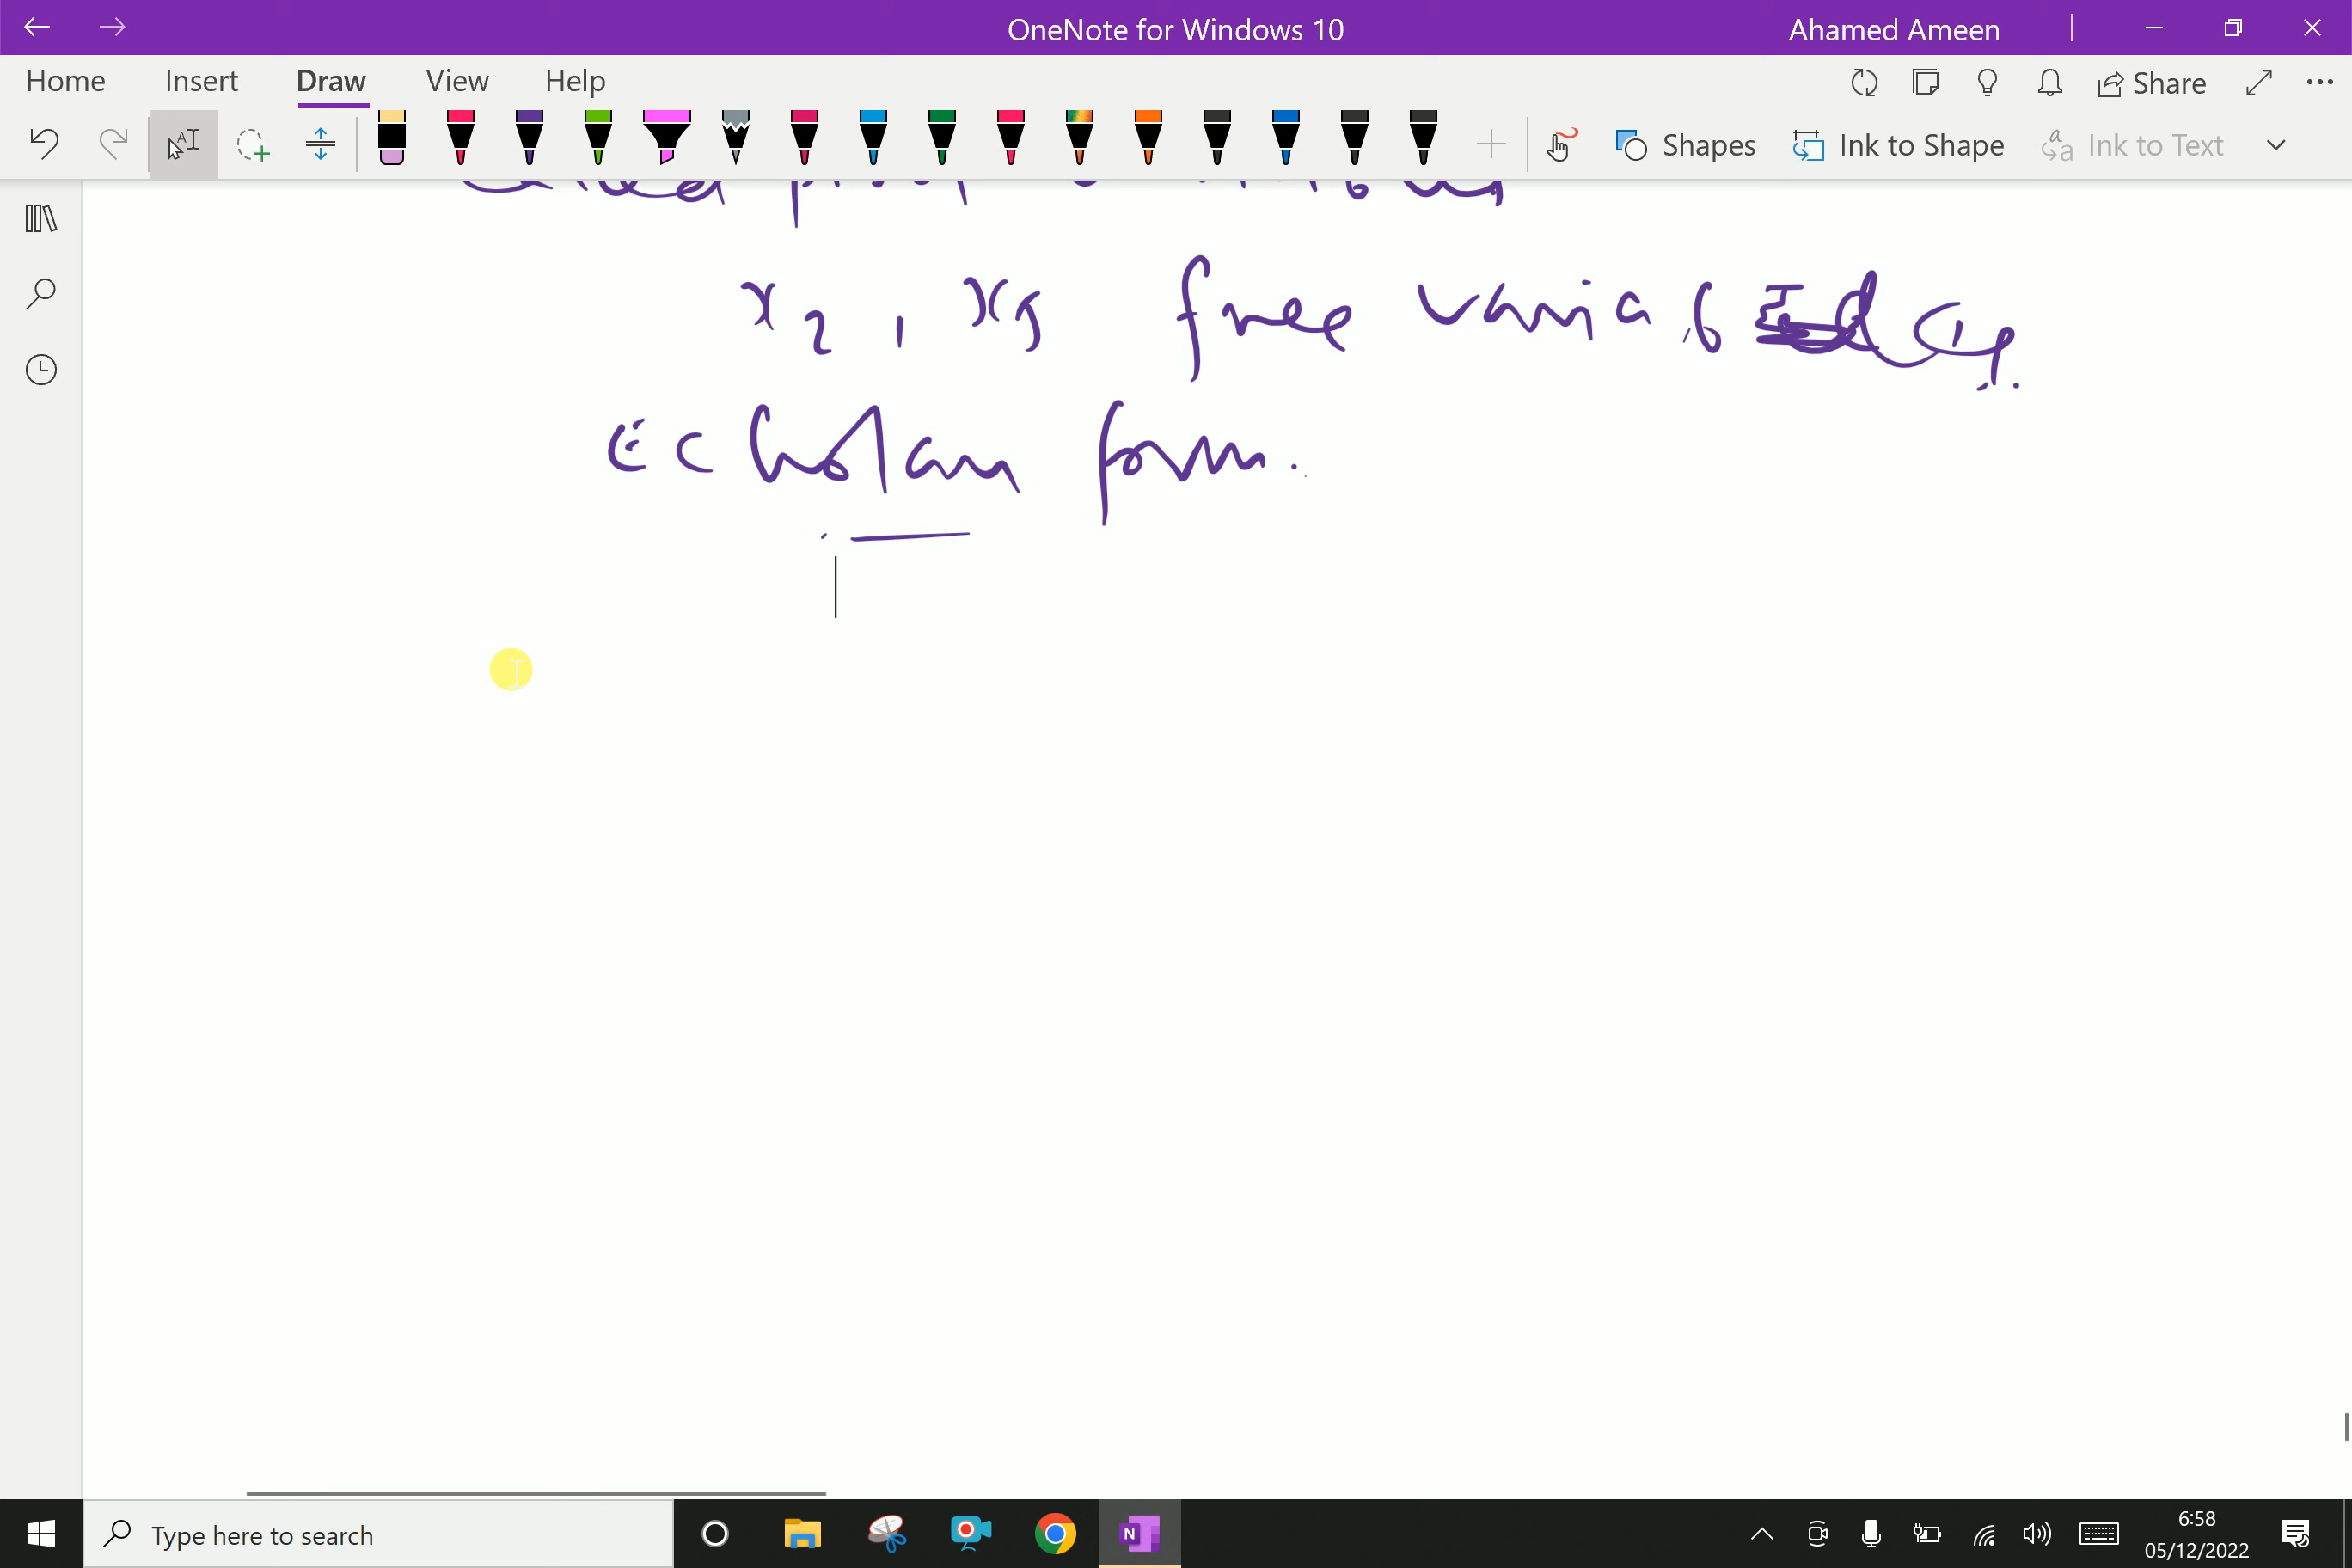 OneNote for Windows 10
Ahamed Ameen
Home Insert Draw View Help
Share
Shapes Ink to Shape Ink to Text
x2, x5 free variables.
Echolan form.
Type here to search
6:58
05/12/2022